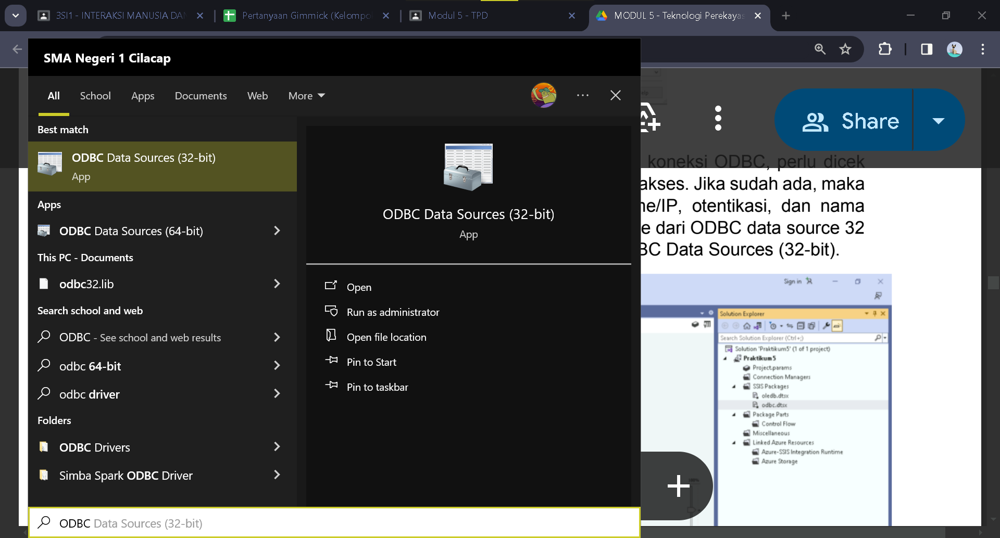 3SI1 - INTERAKSI MANUSIA DAN
Pertanyaan Gimmick (Kelompo
Modul 5 - TPD
MODUL 5 - Teknologi Perekayas
SMA Negeri 1 Cilacap
All
School
Apps
Documents
Web
More
Best match
ODBC Data Sources (32-bit)
App
Apps
ODBC Data Sources (64-bit)
This PC - Documents
odbc32.lib
Search school and web
ODBC - See school and web results
odbc 64-bit
odbc driver
Folders
ODBC Drivers
Simba Spark ODBC Driver
ODBC Data Sources (32-bit)
ODBC Data Sources (32-bit)
App
Open
Run as administrator
Open file location
Pin to Start
Pin to taskbar
Share
koneksi ODBC, perlu dicek
akses. Jika sudah ada, maka
ne/IP, otentikasi, dan nama
e dari ODBC data source 32
BC Data Sources (32-bit).
Sign in
Solution Explorer
Search Solution Explorer (Ctrl+;)
Solution 'Praktikum5' (1 of 1 project)
Praktikum5
Project.params
Connection Managers
SSIS Packages
oledb.dtsx
odbc.dtsx
Package Parts
Control Flow
Miscellaneous
Linked Azure Resources
Azure-SSIS Integration Runtime
Azure Storage
100%